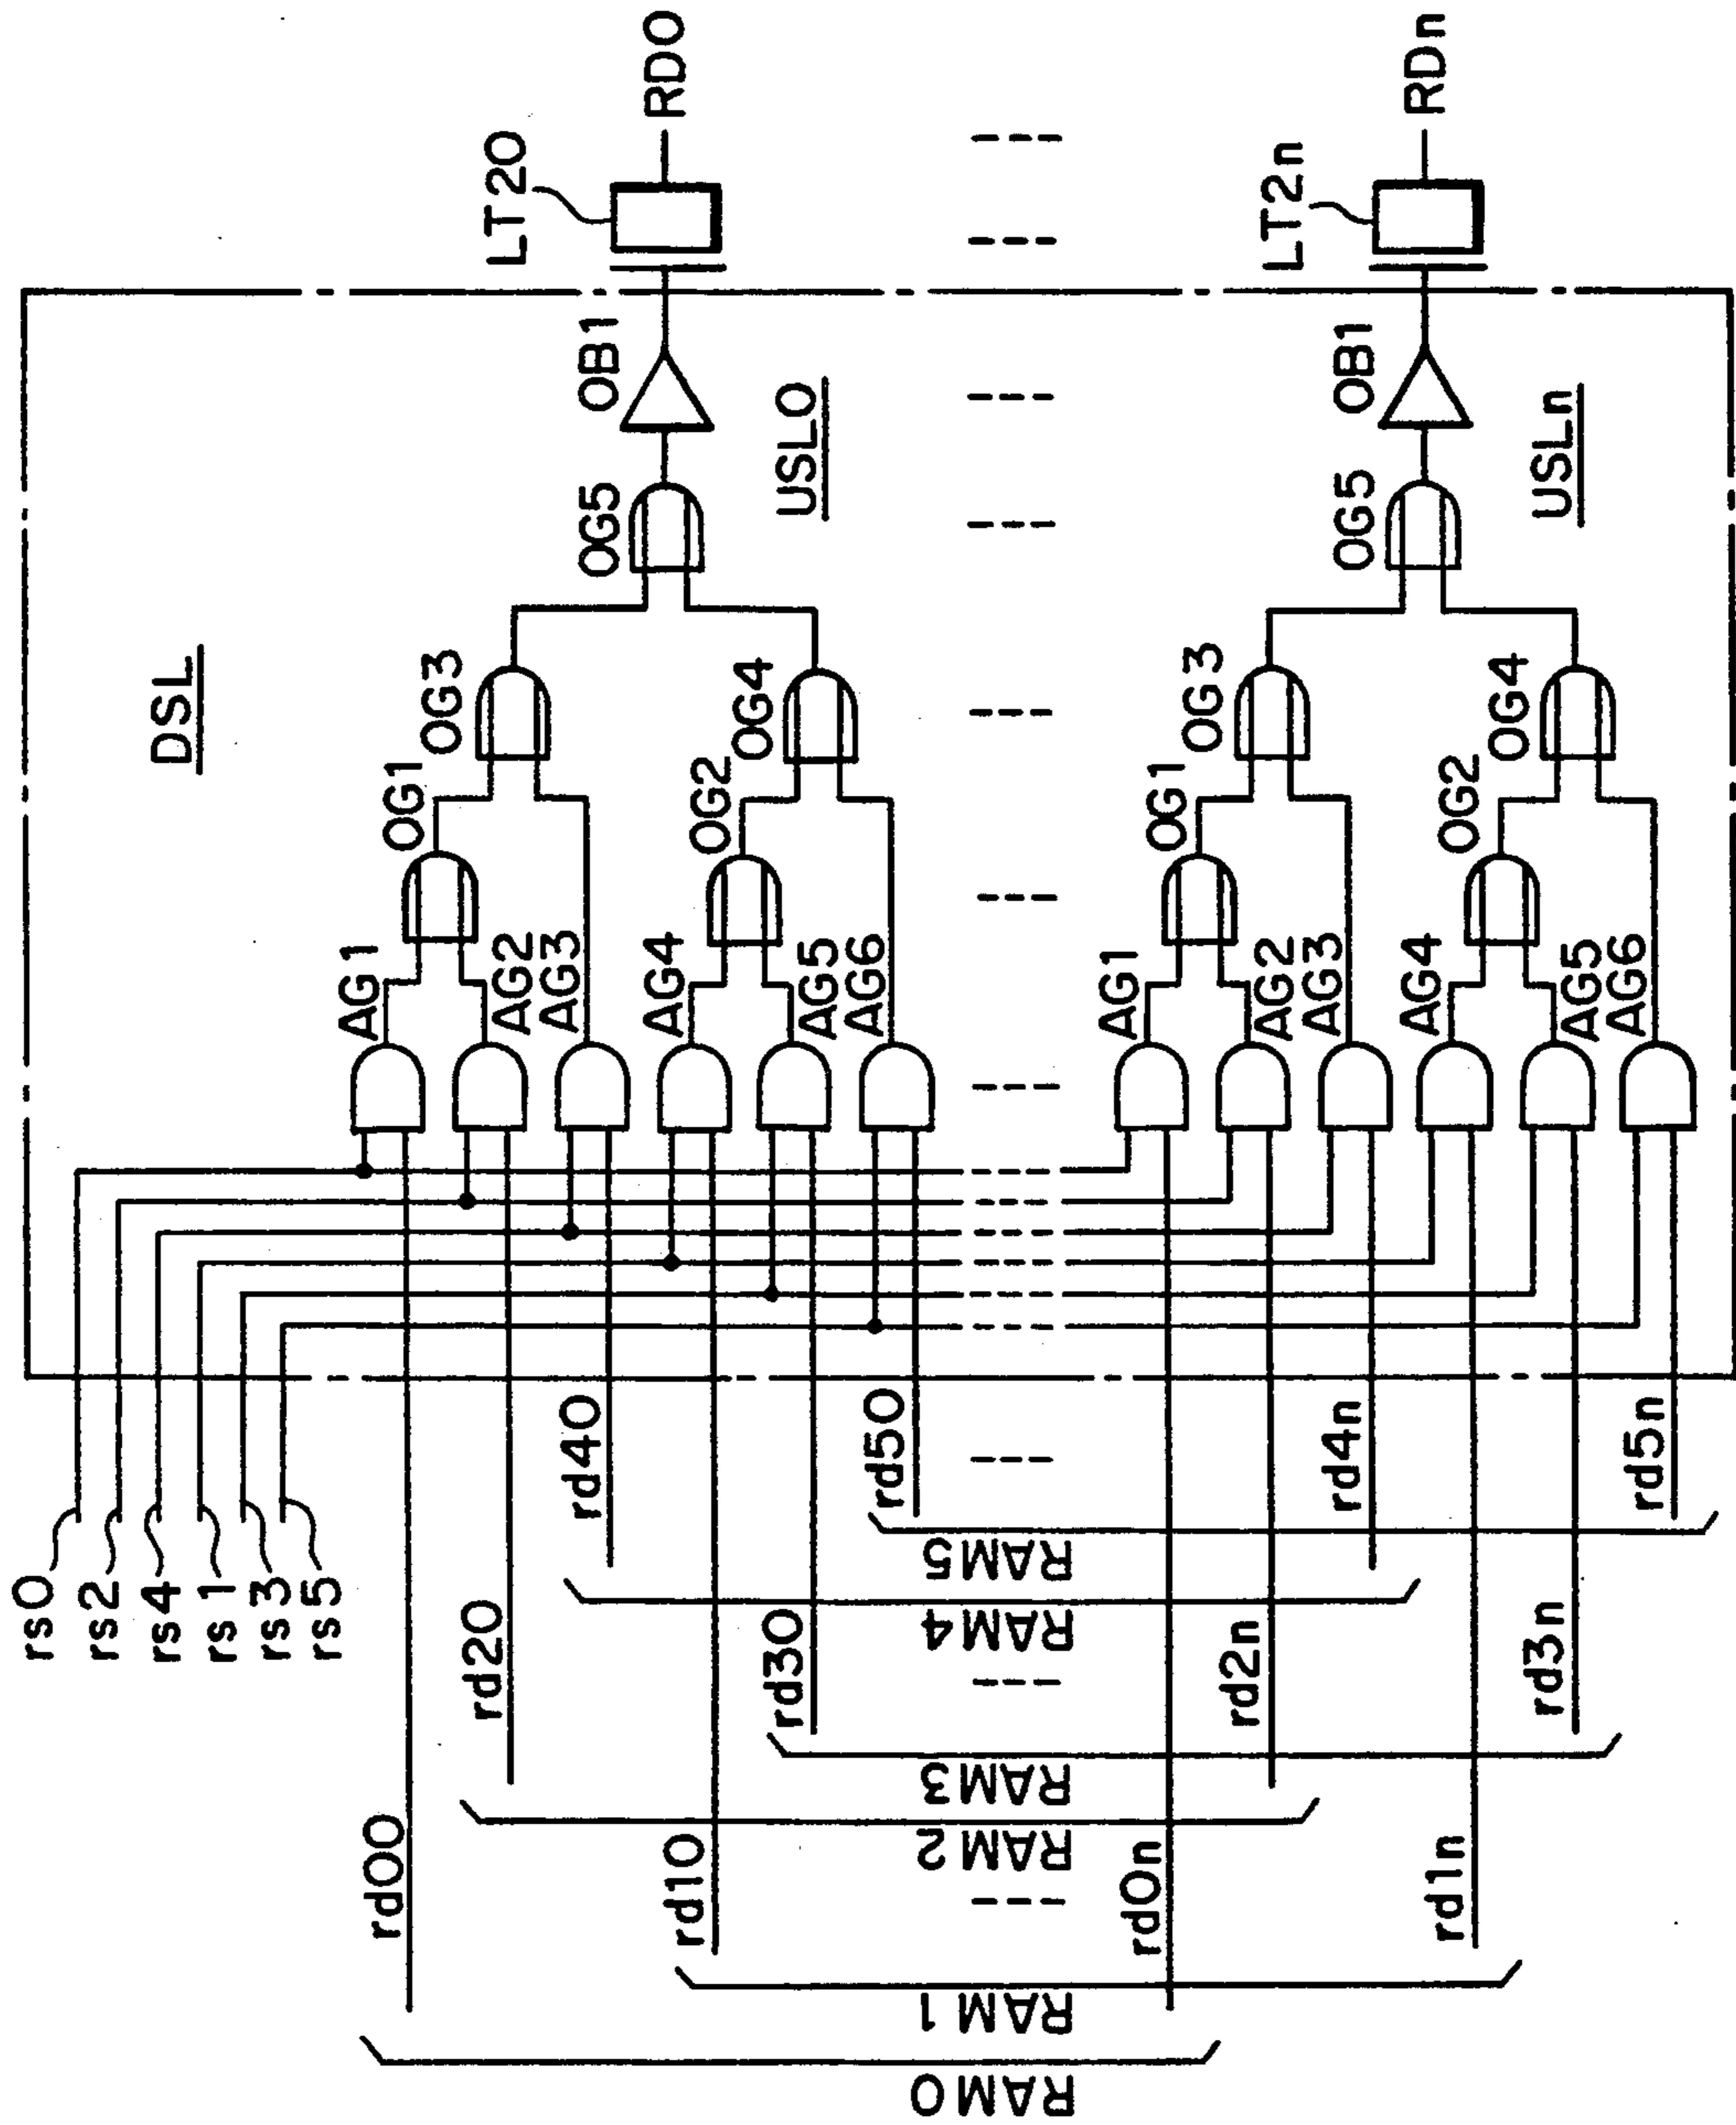 rs0
rs2
rs4
rs1
rs3
rs5
DSL
rd00
rd20
rd40
rd10
rd30
rd50
AG1
AG2
AG3
AG4
AG5
AG6
OG1
OG2
OG3
OG4
OG5
OB1
USL0
LT20
RD0
RAM0
RAM1
RAM2
RAM3
RAM4
RAM5
rd0n
rd2n
rd4n
rd1n
rd3n
rd5n
AG1
AG2
AG3
AG4
AG5
AG6
OG1
OG2
OG3
OG4
OG5
OB1
USLn
LT2n
RDn